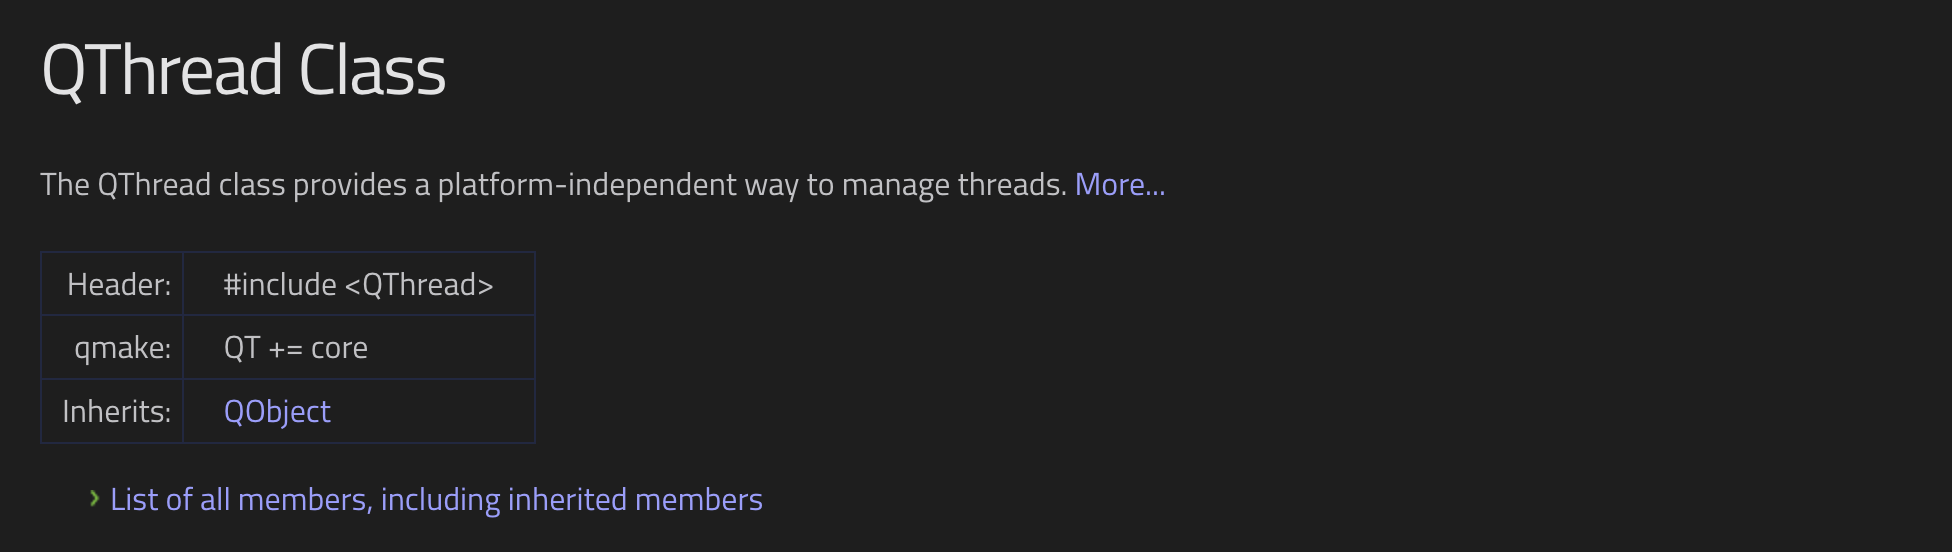 QThread Class
The QThread class provides a platform-independent way to manage threads. More...
Header: #include <QThread>
qmake: QT += core
Inherits: QObject
› List of all members, including inherited members